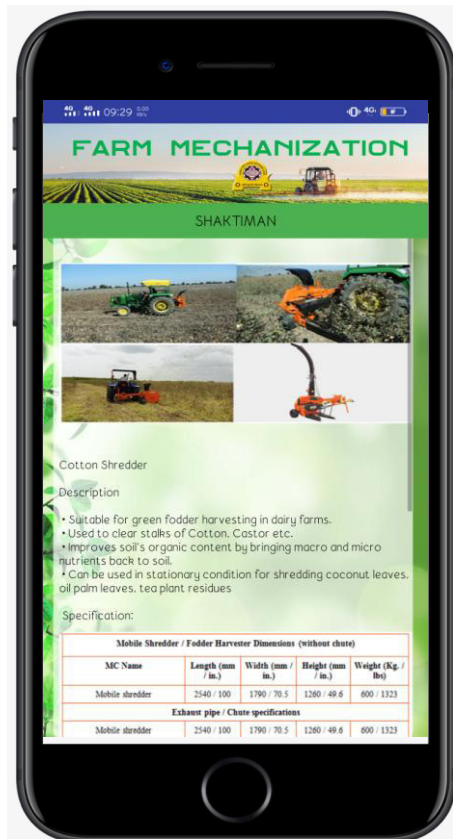 4G 4G 09:29 0.00
4G
FARM MECHANIZATION
SHAKTIMAN
Cotton Shredder
Description
• Suitable for green fodder harvesting in dairy farms.
• Used to clear stalks of Cotton, Castor etc.
• Improves soil's organic content by bringing macro and micro
nutrients back to soil.
• Can be used in stationary condition for shredding coconut leaves,
oil palm leaves, tea plant residues
Specification:
Mobile Shredder / Fodder Harvester Dimensions (without chute)
MC Name Length (mm / in.) Width (mm / in.) Height (mm / in.) Weight (Kg. / lbs)
Mobile shredder 2540 / 100 1790 / 70.5 1260 / 49.6 600 / 1323
Exhaust pipe / Chute specifications
Mobile shredder 2540 / 100 1790 / 70.5 1260 / 49.6 600 / 1323